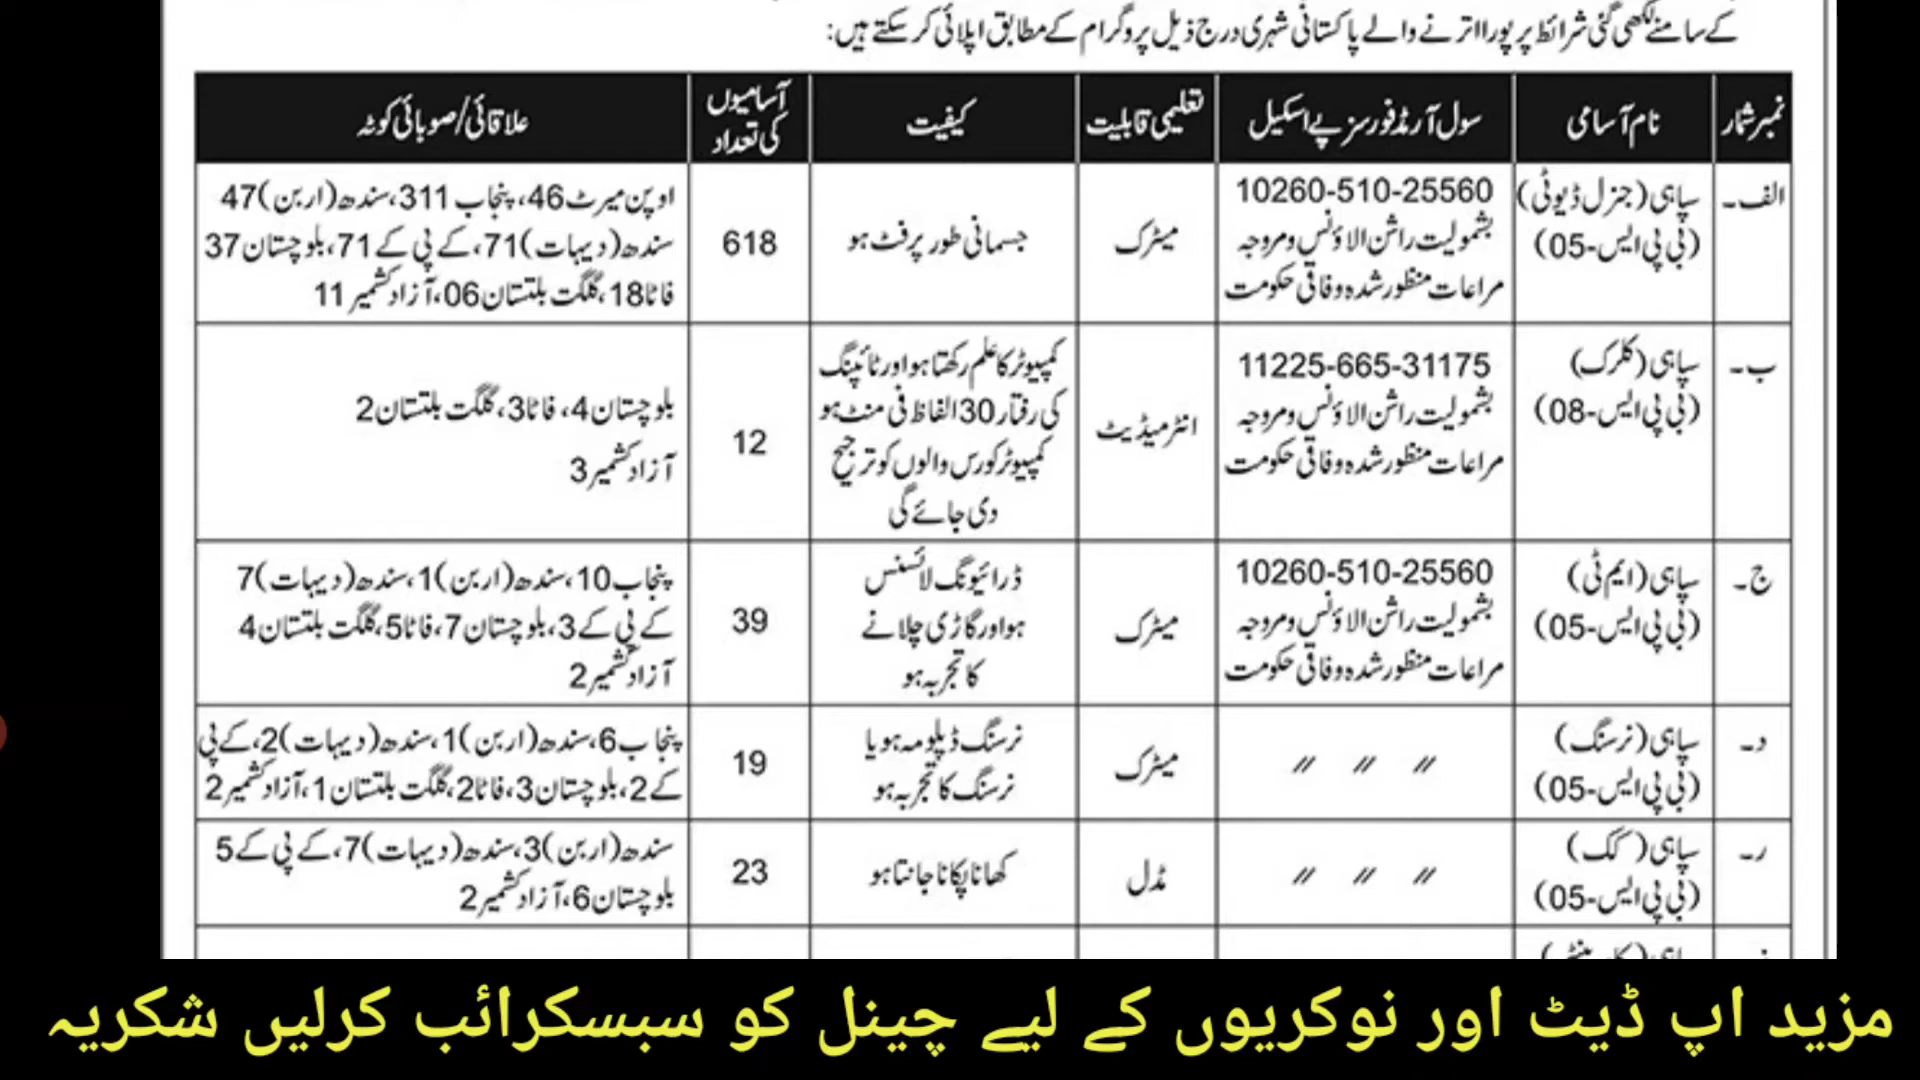 کے سامنے لکھی گئی شرائط پر پورا اترنے والے پاکستانی شہری درج ذیل پروگرام کے مطابق اپلائی کر سکتے ہیں:
نمبر شمار
نام آسامی
سول آرمڈ فورسز پے اسکیل
تعلیمی قابلیت
کیفیت
آسامیوں
کی تعداد
علاقائی/صوبائی کوٹہ
الف۔
سپاہی (جنرل ڈیوٹی)
(بی پی ایس-05)
10260-510-25560
بشمولیت راشن الاؤنس و مروجہ
مراعات منظور شدہ وفاقی حکومت
میٹرک
جسمانی طور پر فٹ ہو
618
اوپن میرٹ 46، پنجاب 311، سندھ (اربن) 47
سندھ (دیہات) 71، کے پی کے 71، بلوچستان 37
فاٹا 18، گلگت بلتستان 06، آزاد کشمیر 11
ب۔
سپاہی (کلرک)
(بی پی ایس-08)
11225-665-31175
بشمولیت راشن الاؤنس و مروجہ
مراعات منظور شدہ وفاقی حکومت
انٹرمیڈیٹ
کمپیوٹر کا علم رکھتا ہو اور ٹائپنگ
کی رفتار 30 الفاظ فی منٹ ہو
کمپیوٹر کورس والوں کو ترجیح
دی جائے گی
12
بلوچستان 4، فاٹا 3، گلگت بلتستان 2
آزاد کشمیر 3
ج۔
سپاہی (ایم ٹی)
(بی پی ایس-05)
10260-510-25560
بشمولیت راشن الاؤنس و مروجہ
مراعات منظور شدہ وفاقی حکومت
میٹرک
ڈرائیونگ لائسنس
ہو اور گاڑی چلانے
کا تجربہ ہو
39
پنجاب 10، سندھ (اربن) 1، سندھ (دیہات) 7
کے پی کے 3، بلوچستان 7، فاٹا 5، گلگت بلتستان 4
آزاد کشمیر 2
د۔
سپاہی (نرسنگ)
(بی پی ایس-05)
〃 〃 〃
میٹرک
نرسنگ ڈپلومہ ہو یا
نرسنگ کا تجربہ ہو
19
پنجاب 6، سندھ (اربن) 1، سندھ (دیہات) 2، کے پی
کے 2، بلوچستان 3، فاٹا 2، گلگت بلتستان 1، آزاد کشمیر 2
ر۔
سپاہی (کک)
(بی پی ایس-05)
〃 〃 〃
مڈل
کھانا پکانا جانتا ہو
23
سندھ (اربن) 3، سندھ (دیہات) 7، کے پی کے 5
بلوچستان 6، آزاد کشمیر 2
مزید اپ ڈیٹ اور نوکریوں کے لیے چینل کو سبسکرائب کرلیں شکریہ